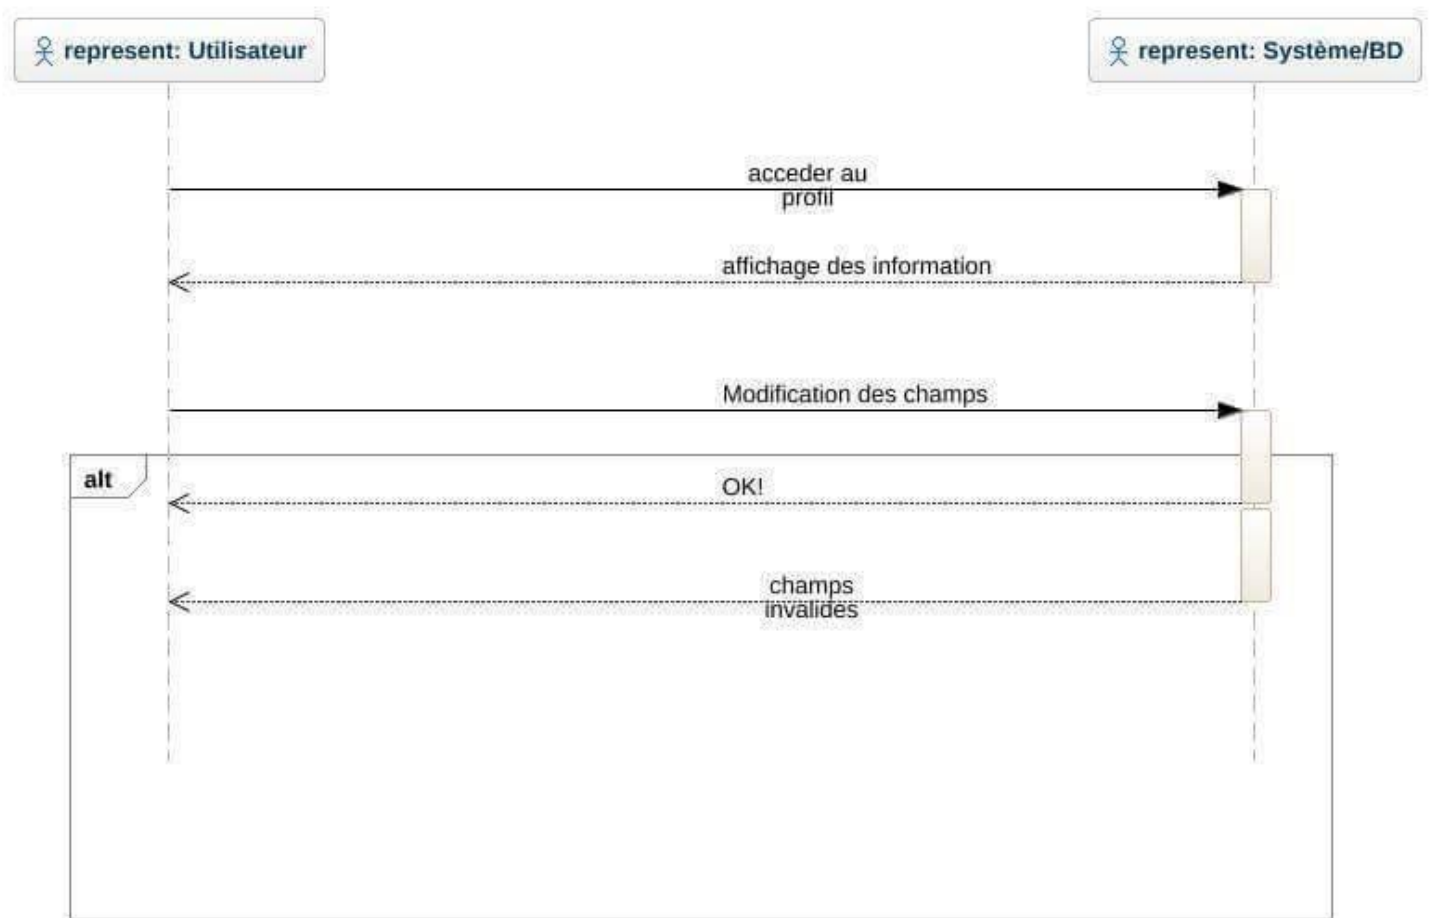 represent: Utilisateur
represent: Système/BD
acceder au
profil
affichage des information
Modification des champs
alt
OK!
champs
invalides